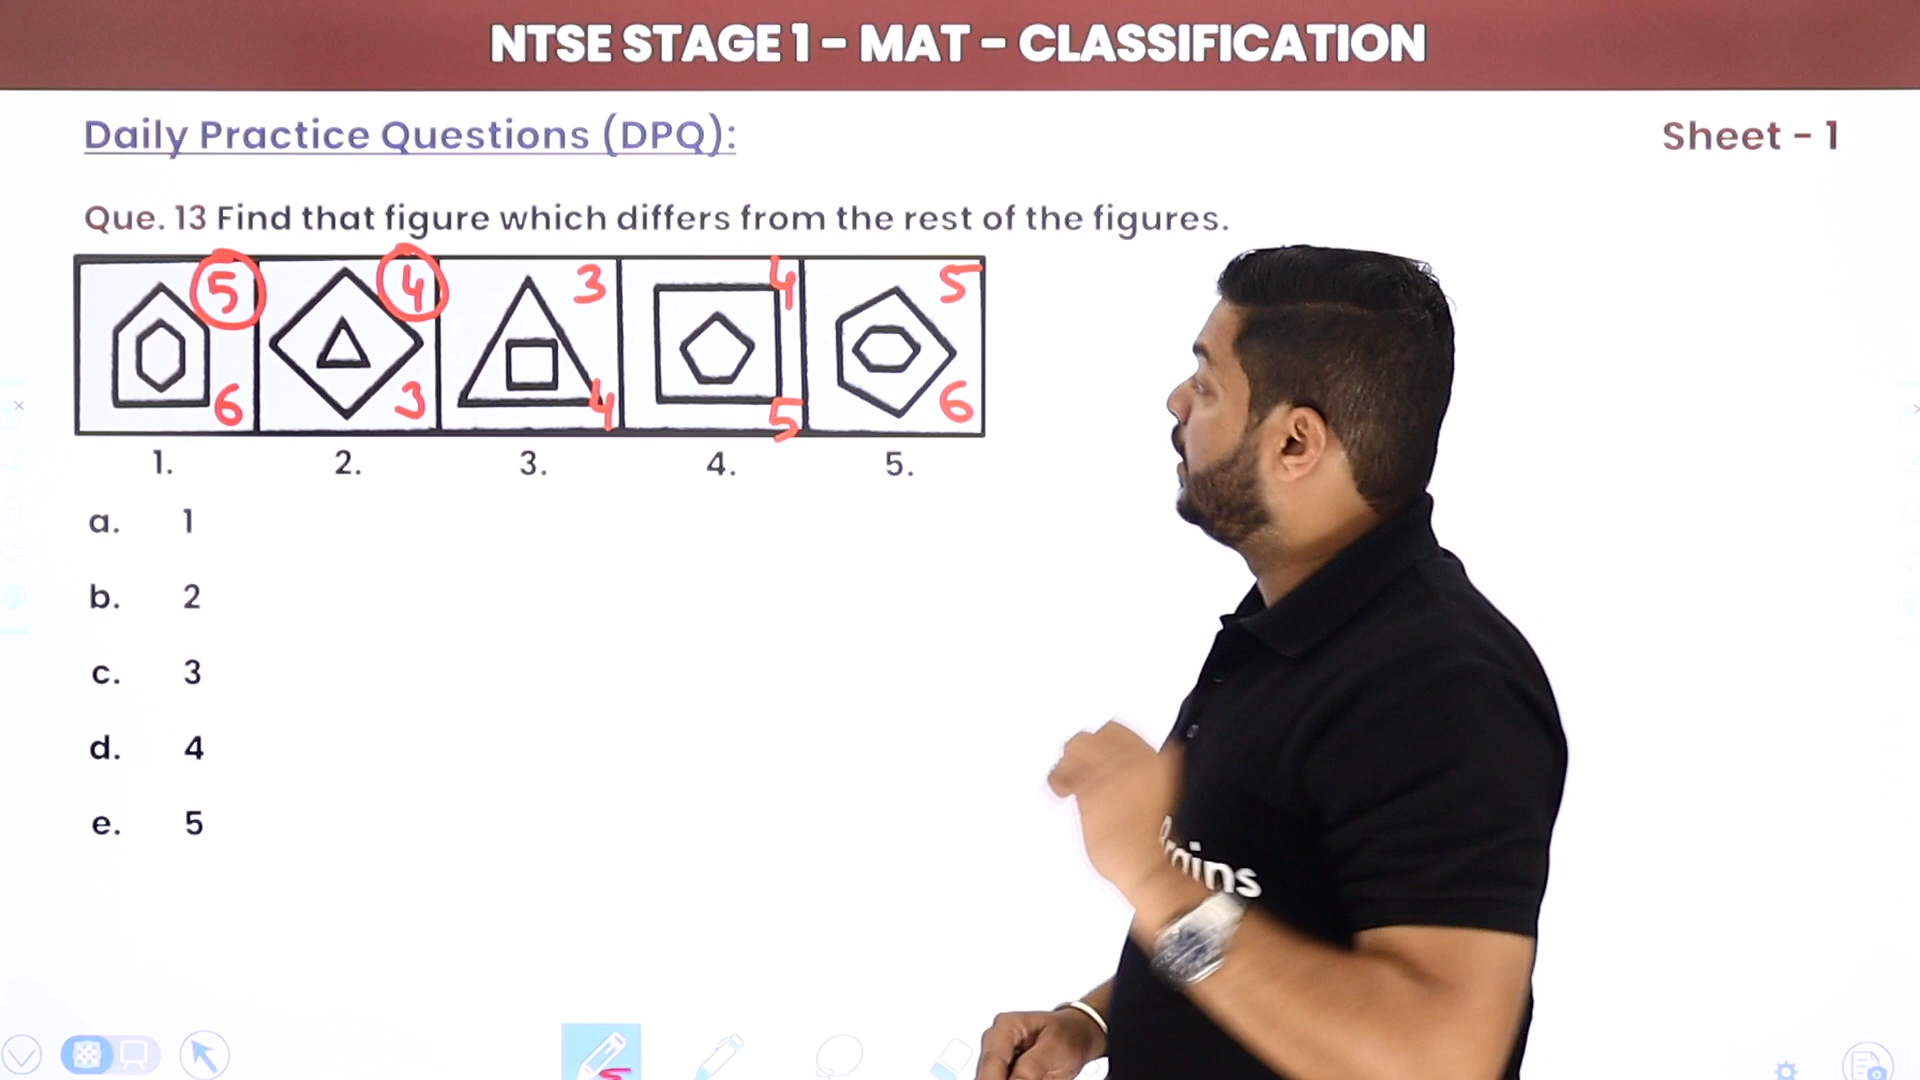 NTSE STAGE 1 - MAT - CLASSIFICATION
Daily Practice Questions (DPQ):
Sheet - 1
Que. 13 Find that figure which differs from the rest of the figures.
5 4 3 4 5
6 3 4 5 6
1. 2. 3. 4. 5.
a. 1
b. 2
c. 3
d. 4
e. 5
Brains